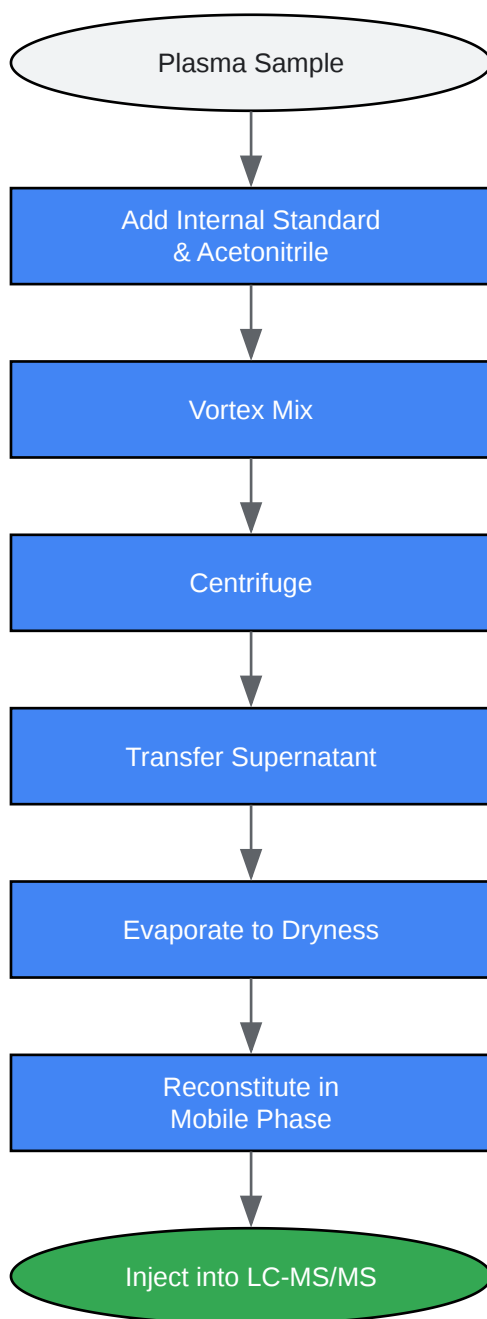 Plasma Sample
Add Internal Standard
& Acetonitrile
Vortex Mix
Centrifuge
Transfer Supernatant
Evaporate to Dryness
Reconstitute in
Mobile Phase
Inject into LC-MS/MS